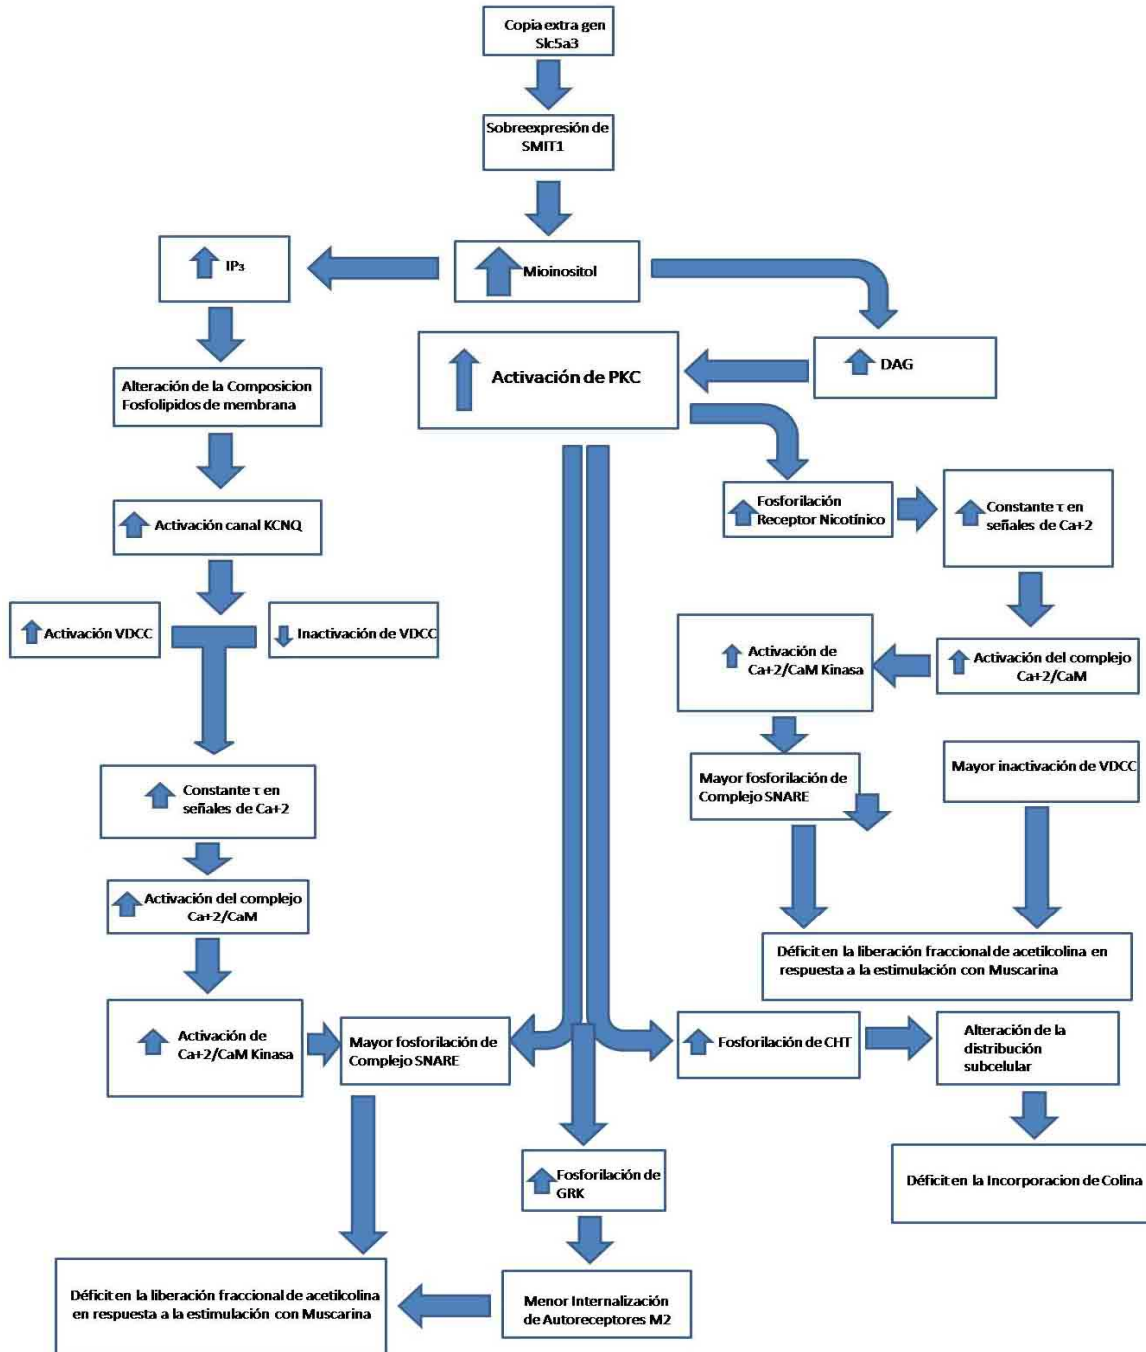 Copia extra gen
Slc5a3
Sobreexpresión de
SMIT1
IP₃
Mioinositol
DAG
Activación de PKC
Alteración de la Composicion
Fosfolipidos de membrana
Fosforilación
Receptor Nicotínico
Constante τ en
señales de Ca+2
Activación canal KCNQ
Activación VDCC
Inactivación de VDCC
Activación de
Ca+2/CaM Kinasa
Activación del complejo
Ca+2/CaM
Mayor fosforilación de
Complejo SNARE
Mayor inactivación de VDCC
Constante τ en
señales de Ca+2
Activación del complejo
Ca+2/CaM
Déficit en la liberación fraccional de acetilcolina en
respuesta a la estimulación con Muscarina
Activación de
Ca+2/CaM Kinasa
Mayor fosforilación de
Complejo SNARE
Fosforilación de CHT
Alteración de la
distribución
subcelular
Fosforilación de
GRK
Déficit en la Incorporacion de Colina
Déficit en la liberación fraccional de acetilcolina
en respuesta a la estimulación con Muscarina
Menor Internalización
de Autoreceptores M2